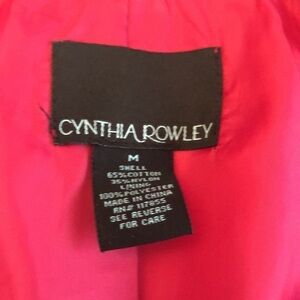 CYNTHIA ROWLEY
M
SHELL
65%COTTON
35%NYLON
LINING
100%POLYESTER
MADE IN CHINA
RN# 117855
SEE REVERSE
FOR CARE